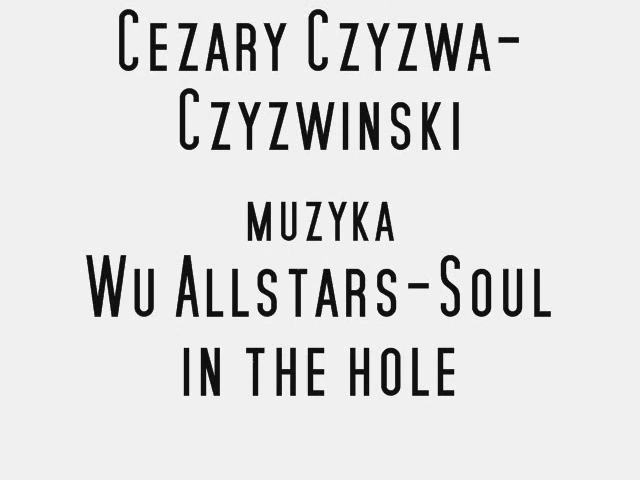 Cezary Czyzwa-
Czyzwinski
muzyka
Wu Allstars-Soul
in the hole